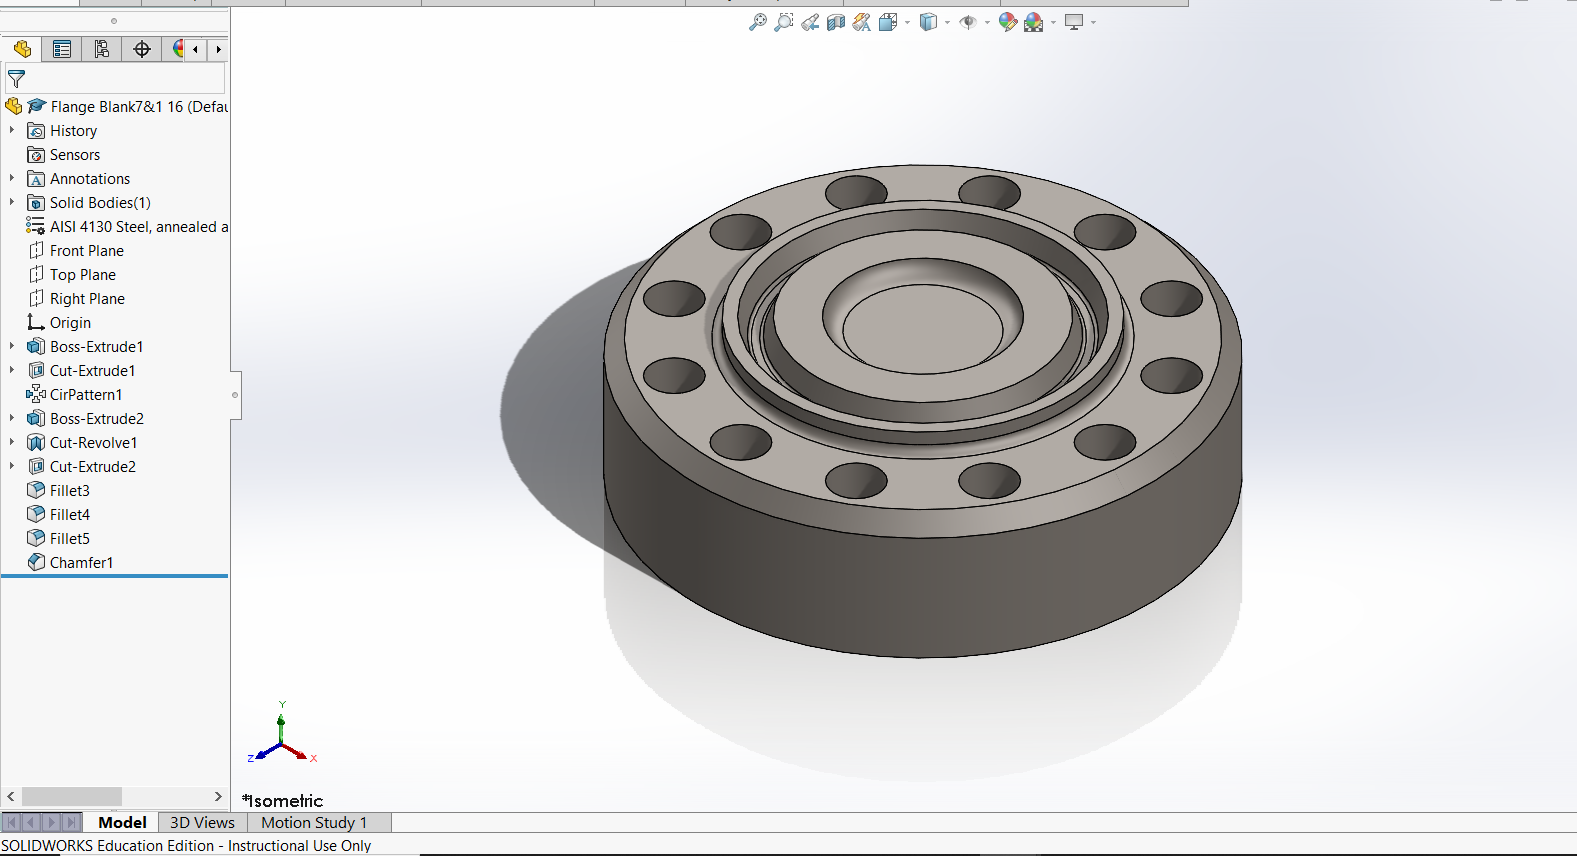 Flange Blank7&1 16 (Defau
History
Sensors
Annotations
Solid Bodies(1)
AISI 4130 Steel, annealed a
Front Plane
Top Plane
Right Plane
Origin
Boss-Extrude1
Cut-Extrude1
CirPattern1
Boss-Extrude2
Cut-Revolve1
Cut-Extrude2
Fillet3
Fillet4
Fillet5
Chamfer1
Y
Z
X
*Isometric
Model
3D Views
Motion Study 1
SOLIDWORKS Education Edition - Instructional Use Only